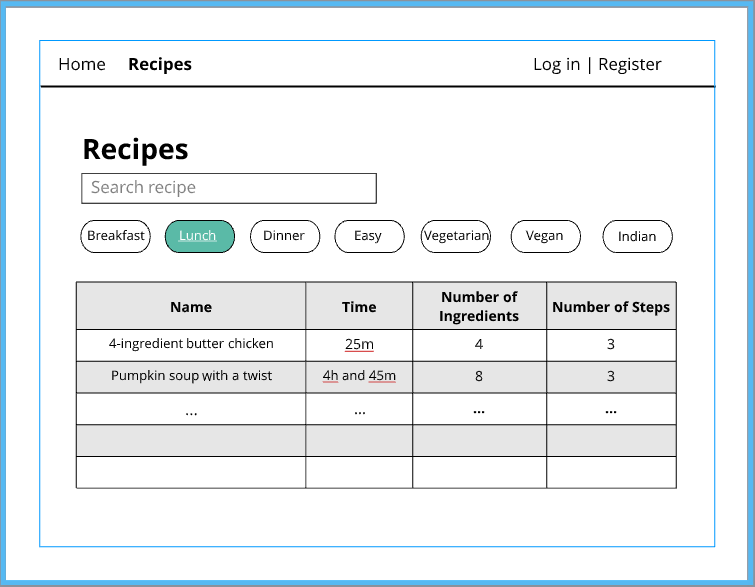 Home Recipes Log in | Register
Recipes
Search recipe
Breakfast Lunch Dinner Easy Vegetarian Vegan Indian
Name Time Number of Ingredients Number of Steps
4-ingredient butter chicken 25m 4 3
Pumpkin soup with a twist 4h and 45m 8 3
... ... ... ...